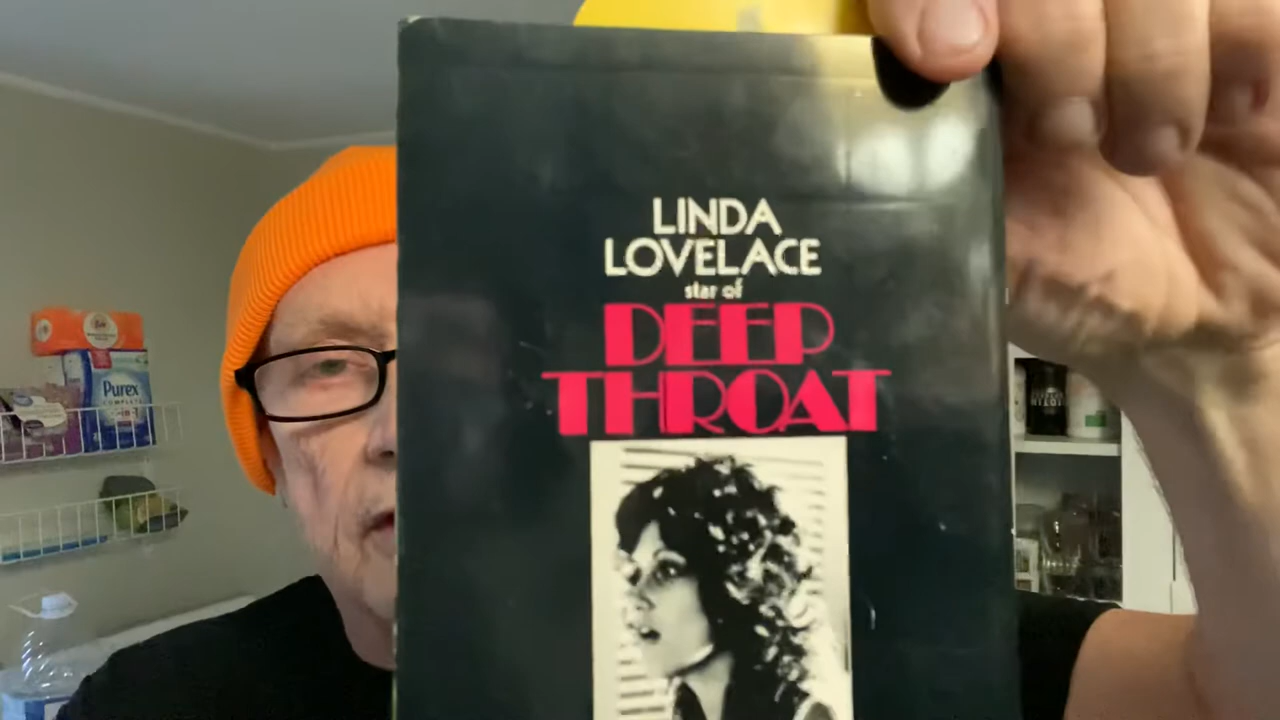 LINDA
LOVELACE
star of
DEEP
THROAT
Purex